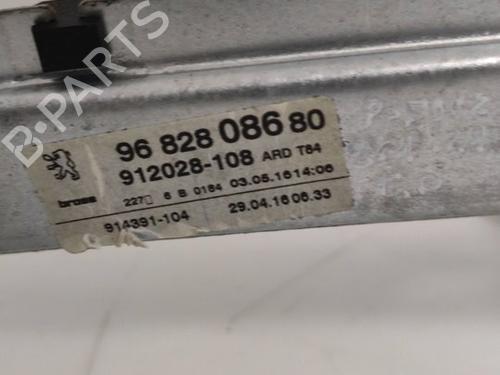 B-PARTS
96 828 086 80
912028-108 ARD T84
brose 227 6 B 0184 03.05.16 14:06
914391-104 29.04.16 06.33